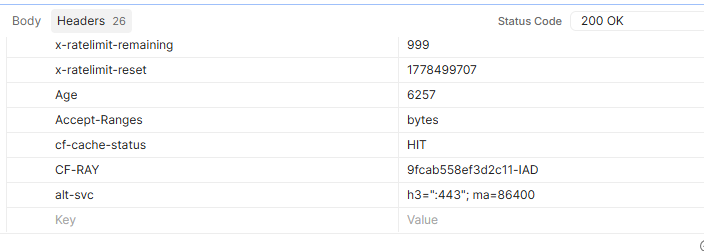 Body Headers 26 Status Code 200 OK
x-ratelimit-remaining 999
x-ratelimit-reset 1778499707
Age 6257
Accept-Ranges bytes
cf-cache-status HIT
CF-RAY 9fcab558ef3d2c11-IAD
alt-svc h3=":443"; ma=86400
Key Value